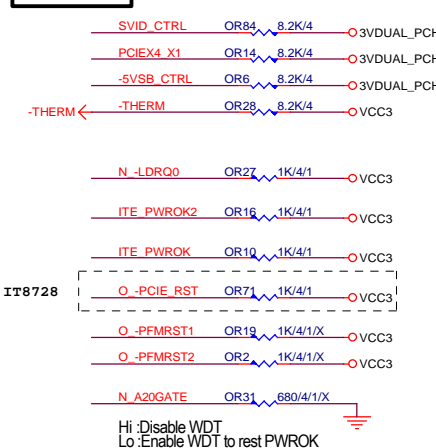 SVID_CTRL OR84 8.2K/4 3VDUAL_PCH
PCIEX4_X1 OR14 8.2K/4 3VDUAL_PCH
-5VSB_CTRL OR6 8.2K/4 3VDUAL_PCH
-THERM -THERM OR28 8.2K/4 VCC3
N_-LDRQ0 OR27 1K/4/1 VCC3
ITE_PWROK2 OR16 1K/4/1 VCC3
ITE_PWROK OR10 1K/4/1 VCC3
IT8728 O_-PCIE_RST OR71 1K/4/1 VCC3
O_-PFMRST1 OR19 1K/4/1/X VCC3
O_-PFMRST2 OR2 1K/4/1/X VCC3
N_A20GATE OR31 680/4/1/X
Hi :Disable WDT
Lo :Enable WDT to rest PWROK